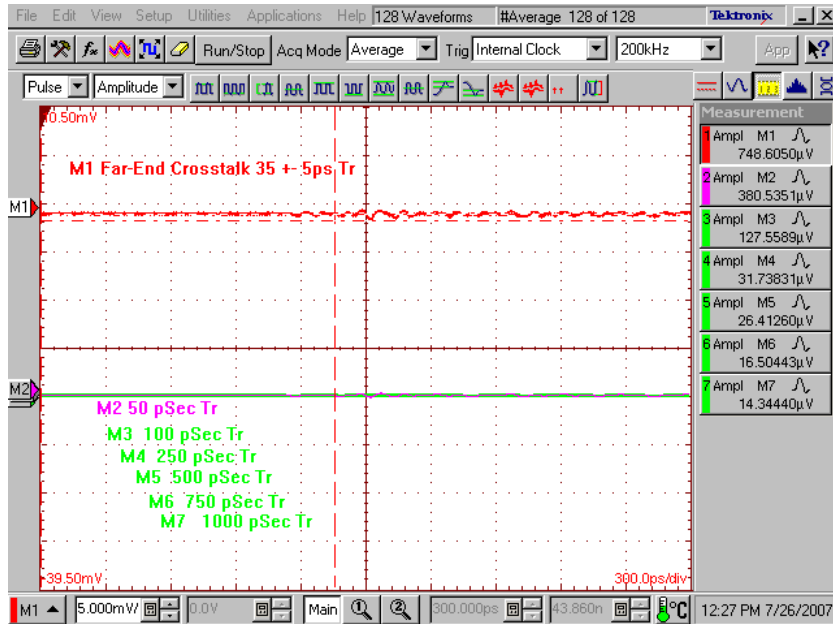 File Edit View Setup Utilities Applications Help 128 Waveforms #Average 128 of 128 Tektronix
Run/Stop Acq Mode Average Trig Internal Clock 200kHz App
Pulse Amplitude
10.50mV
M1 Far-End Crosstalk 35 +- 5ps Tr
M1
M2
M2 50 pSec Tr
M3 100 pSec Tr
M4 250 pSec Tr
M5 500 pSec Tr
M6 750 pSec Tr
M7 1000 pSec Tr
-39.50mV
300.0ps/div
Measurement
1 Ampl M1
748.6050µV
2 Ampl M2
380.5351µV
3 Ampl M3
127.5589µV
4 Ampl M4
31.73831µV
5 Ampl M5
26.41260µV
6 Ampl M6
16.50443µV
7 Ampl M7
14.34440µV
M1 5.000mV/ 0.0V Main 1 2 300.000ps 43.860n °C 12:27 PM 7/26/2007